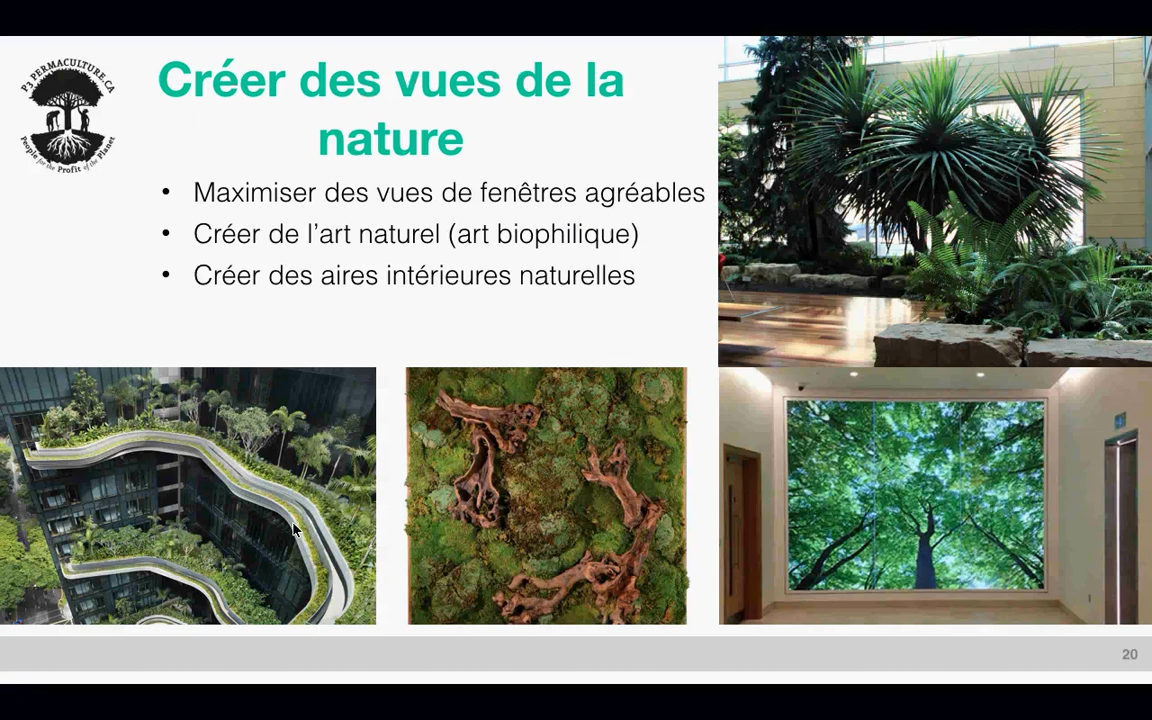 P3 PERMACULTURE.CA
People for the Profit of the Planet
Créer des vues de la
nature
• Maximiser des vues de fenêtres agréables
• Créer de l’art naturel (art biophilique)
• Créer des aires intérieures naturelles
20